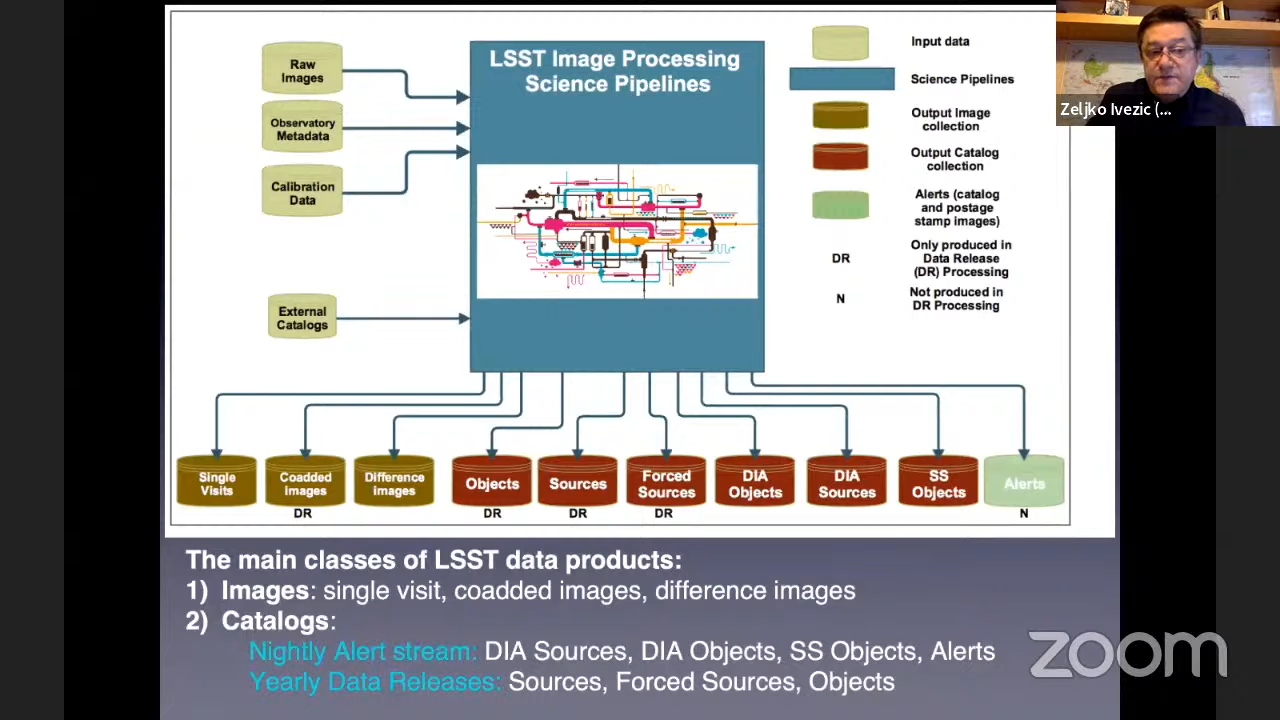 LSST Image Processing
Science Pipelines
Raw
Images
Observatory
Metadata
Calibration
Data
External
Catalogs
Input data
Science Pipelines
Output Image
collection
Output Catalog
collection
Alerts (catalog
and postage
stamp images)
DR
Only produced in
Data Release
(DR) Processing
N
Not produced in
DR Processing
Zeljko Ivezic (...
Single
Visits
Coadded
images
DR
Difference
images
Objects
DR
Sources
DR
Forced
Sources
DR
DIA
Objects
DIA
Sources
SS
Objects
Alerts
N
The main classes of LSST data products:
1) Images: single visit, coadded images, difference images
2) Catalogs:
Nightly Alert stream: DIA Sources, DIA Objects, SS Objects, Alerts
Yearly Data Releases: Sources, Forced Sources, Objects
zoom